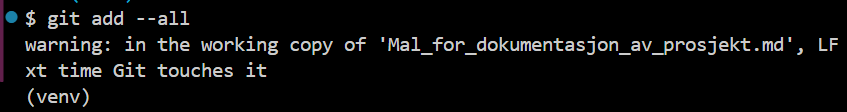 $ git add --all
warning: in the working copy of 'Mal_for_dokumentasjon_av_prosjekt.md', LF
xt time Git touches it
(venv)